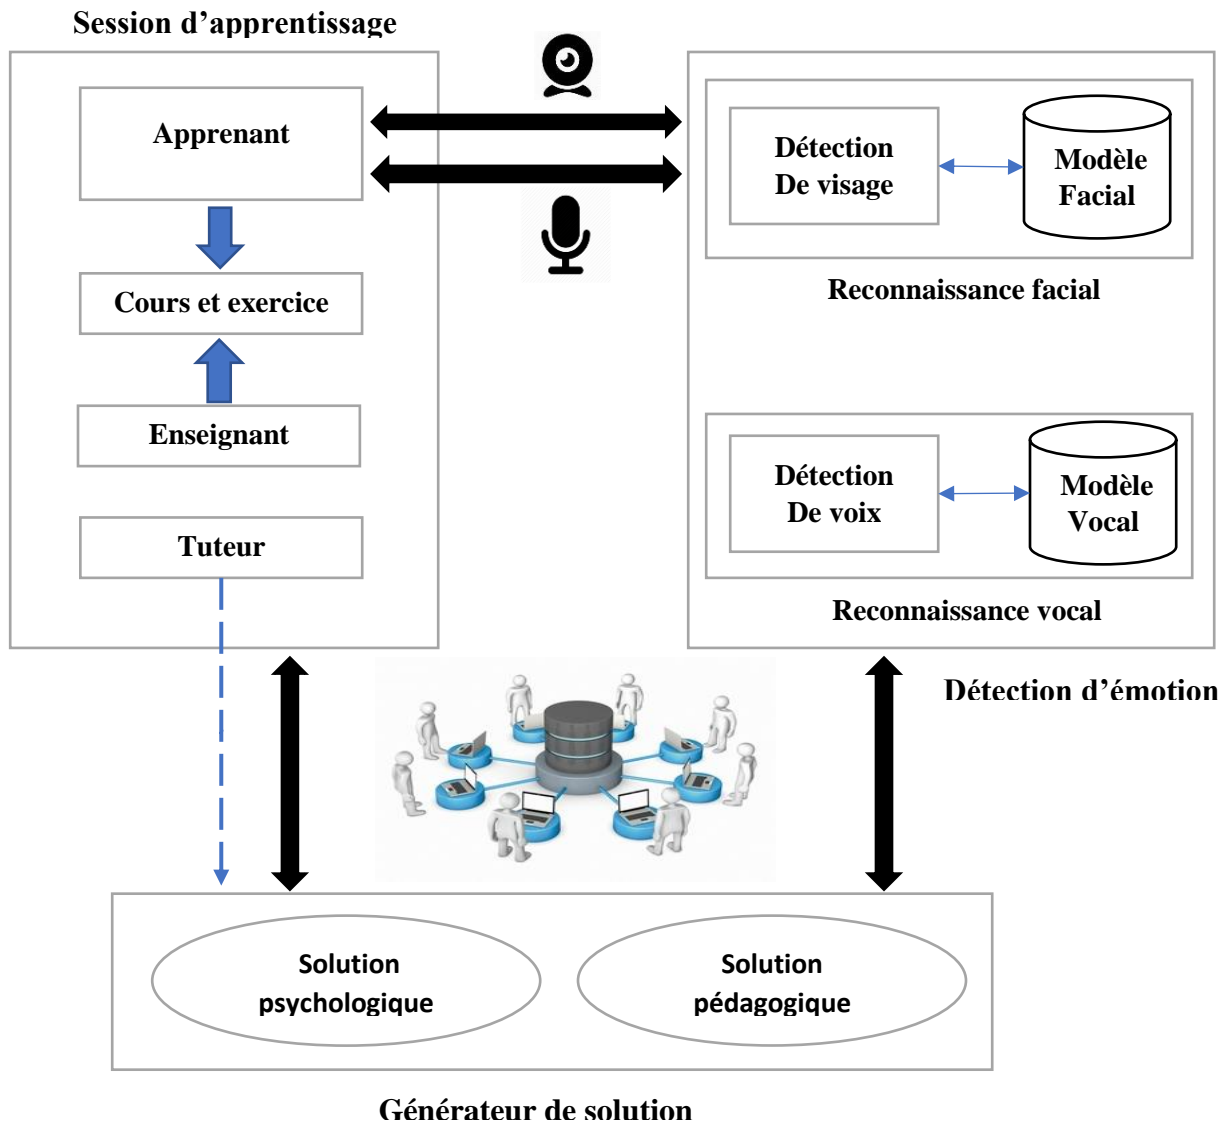 Session d’apprentissage
Apprenant
Cours et exercice
Enseignant
Tuteur
Détection
De visage
Modèle
Facial
Reconnaissance facial
Détection
De voix
Modèle
Vocal
Reconnaissance vocal
Détection d’émotion
Solution
psychologique
Solution
pédagogique
Générateur de solution